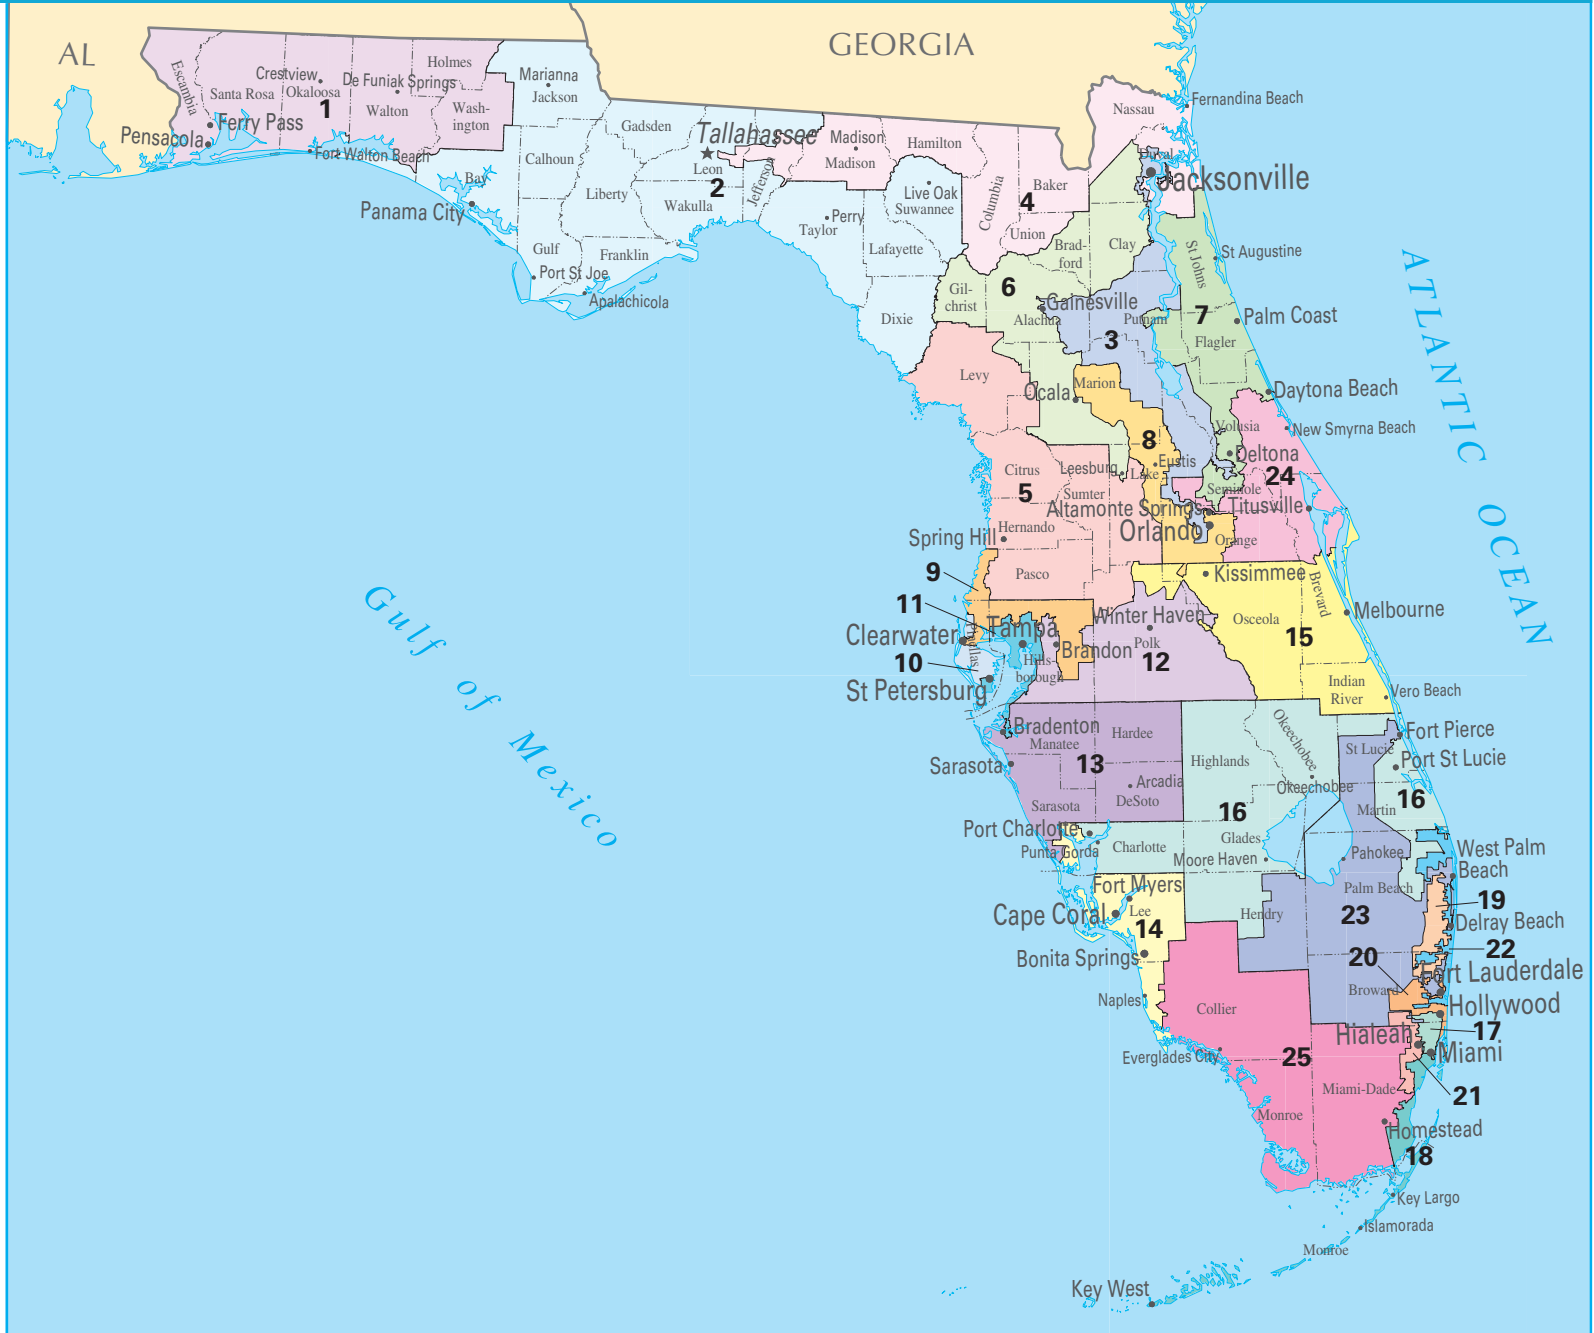 AL
GEORGIA
Escambia
Santa Rosa
Crestview
Okaloosa
1
De Funiak Springs
Walton
Holmes
Wash-
ington
Pensacola
Ferry Pass
Fort Walton Beach
Marianna
Jackson
Calhoun
Bay
Panama City
Gulf
Port St Joe
Apalachicola
Franklin
Liberty
Gadsden
Tallahassee
Leon
2
Wakulla
Jefferson
Madison
Madison
Hamilton
Live Oak
Suwannee
Taylor
Perry
Lafayette
Dixie
Columbia
4
Baker
Union
Nassau
Fernandina Beach
Duval
Jacksonville
Brad-
ford
Clay
St Johns
St Augustine
Gil-
christ
6
Alachua
Gainesville
Putnam
3
7
Flagler
Palm Coast
Levy
Ocala
Marion
Daytona Beach
Volusia
New Smyrna Beach
8
Deltona
24
Citrus
5
Sumter
Leesburg
Lake
Eustis
Seminole
Altamonte Springs
Titusville
Hernando
Spring Hill
Orlando
Orange
Pasco
9
11
Kissimmee
Brevard
Clearwater
Pinellas
Tampa
Hills-
borough
Brandon
Winter Haven
Polk
12
Osceola
15
Melbourne
10
St Petersburg
Indian
River
Vero Beach
Bradenton
Manatee
Hardee
13
Sarasota
Sarasota
Arcadia
DeSoto
Highlands
Okeechobee
Okeechobee
16
St Lucie
Fort Pierce
Port St Lucie
Martin
16
Port Charlotte
Punta Gorda
Charlotte
Glades
Moore Haven
Pahokee
West Palm
Beach
Palm Beach
Fort Myers
Cape Coral
Lee
14
Hendry
23
19
Delray Beach
22
Bonita Springs
20
Fort Lauderdale
Naples
Collier
Broward
Hollywood
Hialeah
17
Miami
Everglades City
25
Miami-Dade
21
Monroe
Homestead
18
Key Largo
Islamorada
Monroe
Key West
Gulf of Mexico
ATLANTIC OCEAN